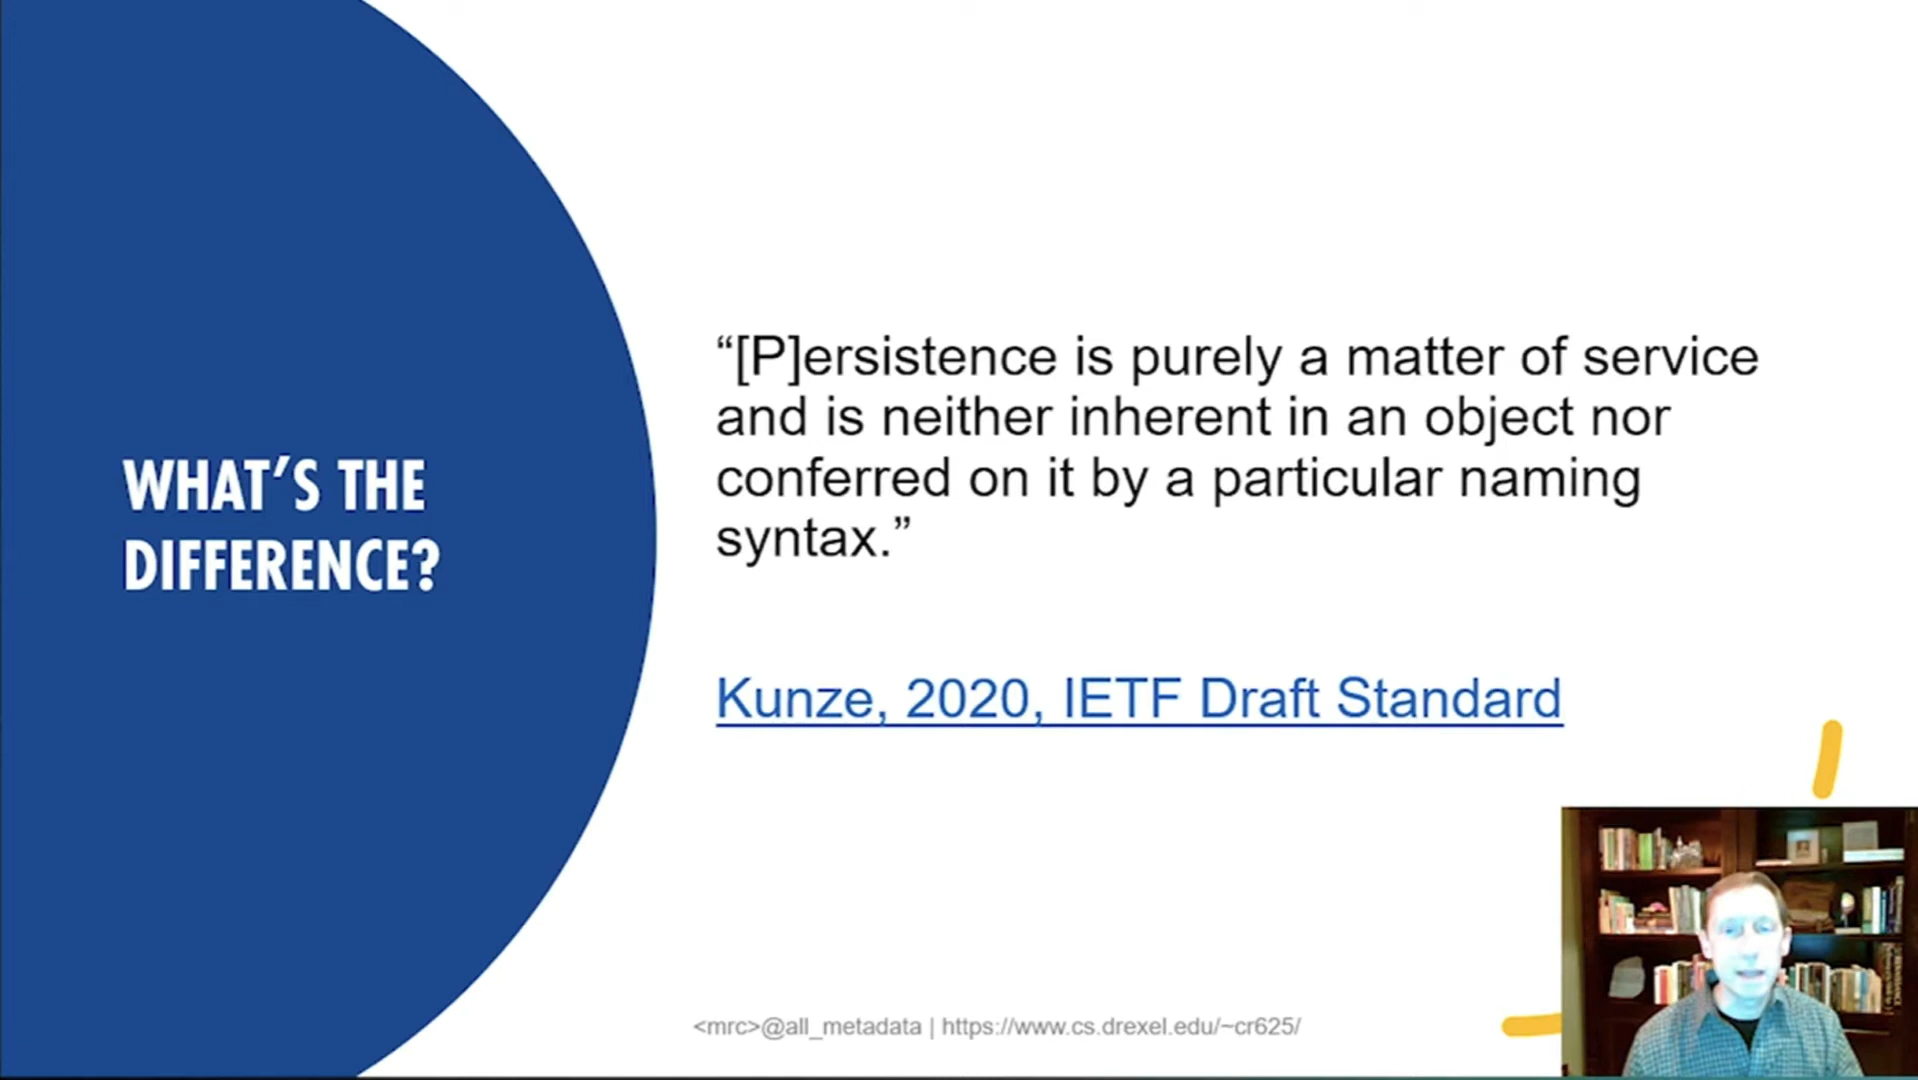 WHAT’S THE
DIFFERENCE?
“[P]ersistence is purely a matter of service
and is neither inherent in an object nor
conferred on it by a particular naming
syntax.”
Kunze, 2020, IETF Draft Standard
<mrc>@all_metadata | https://www.cs.drexel.edu/~cr625/